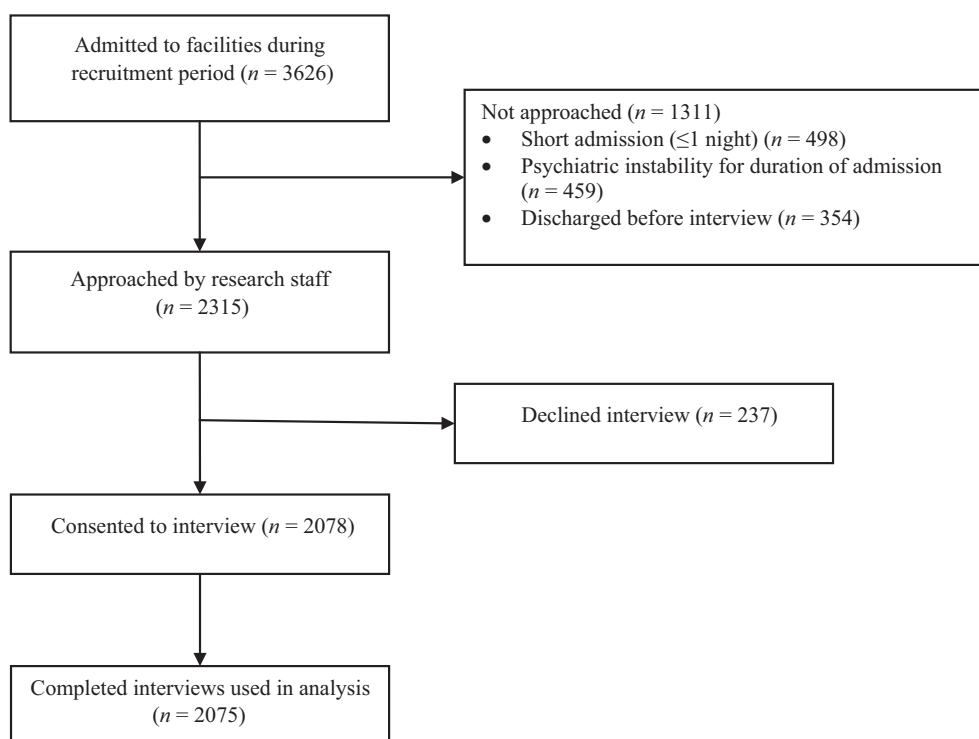 Admitted to facilities during
recruitment period (n = 3626)
Not approached (n = 1311)
• Short admission (≤1 night) (n = 498)
• Psychiatric instability for duration of admission
(n = 459)
• Discharged before interview (n = 354)
Approached by research staff
(n = 2315)
Declined interview (n = 237)
Consented to interview (n = 2078)
Completed interviews used in analysis
(n = 2075)